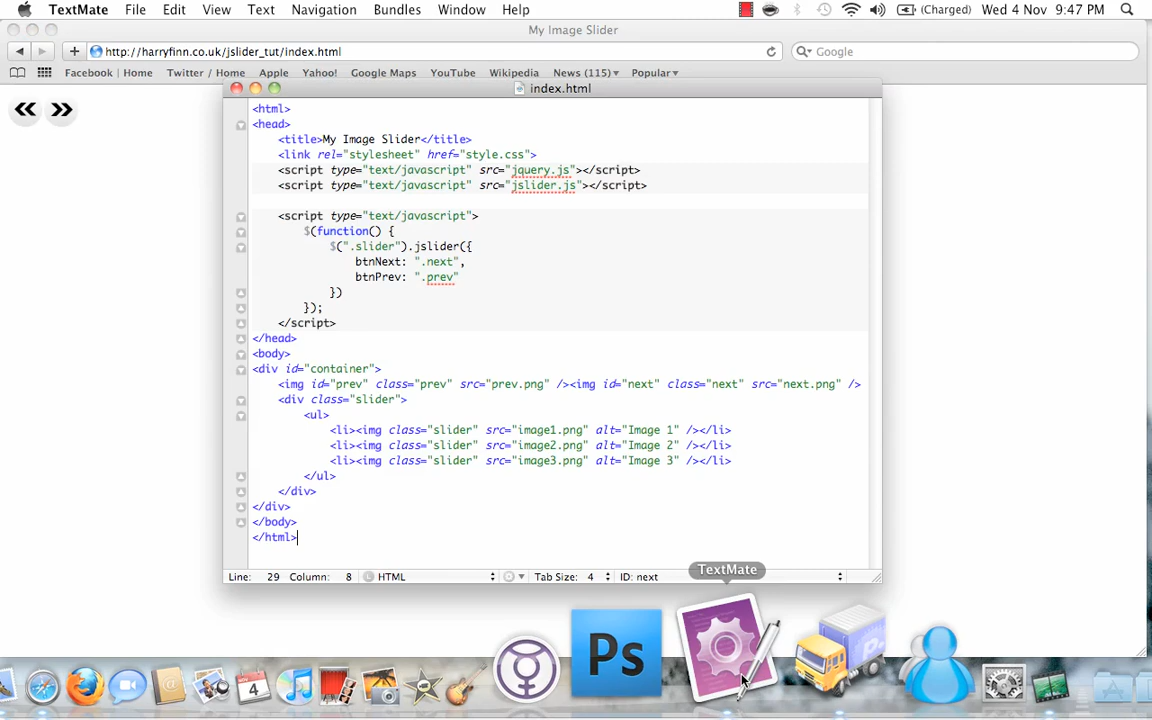 TextMate File Edit View Text Navigation Bundles Window Help (Charged) Wed 4 Nov 9:47 PM
My Image Slider
http://harryfinn.co.uk/jslider_tut/index.html Google
Facebook | Home Twitter / Home Apple Yahoo! Google Maps YouTube Wikipedia News (115)▾ Popular▾
index.html
<html>
<head>
<title>My Image Slider</title>
<link rel="stylesheet" href="style.css">
<script type="text/javascript" src="jquery.js"></script>
<script type="text/javascript" src="jslider.js"></script>
<script type="text/javascript">
$(function() {
$(".slider").jslider({
btnNext: ".next",
btnPrev: ".prev"
})
});
</script>
</head>
<body>
<div id="container">
<img id="prev" class="prev" src="prev.png" /><img id="next" class="next" src="next.png" />
<div class="slider">
<ul>
<li><img class="slider" src="image1.png" alt="Image 1" /></li>
<li><img class="slider" src="image2.png" alt="Image 2" /></li>
<li><img class="slider" src="image3.png" alt="Image 3" /></li>
</ul>
</div>
</div>
</body>
</html>
Line: 29 Column: 8 L HTML Tab Size: 4 ID: next
TextMate
Ps
4